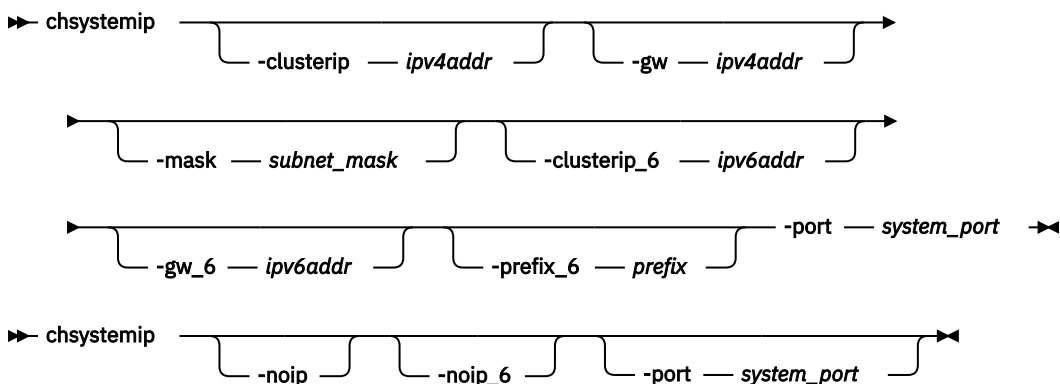 chsystemip
-clusterip ipv4addr -gw ipv4addr
-mask subnet_mask -clusterip_6 ipv6addr
-port system_port
-gw_6 ipv6addr -prefix_6 prefix
chsystemip
-noip -noip_6 -port system_port